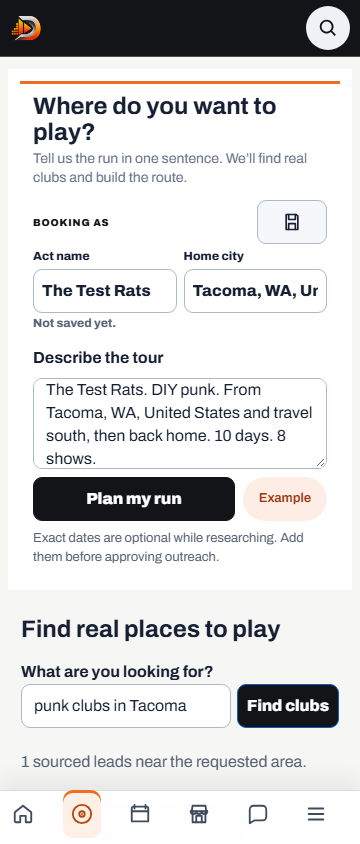 Where do you want to
play?
Tell us the run in one sentence. We'll find real
clubs and build the route.
BOOKING AS
Act name
Home city
The Test Rats
Tacoma, WA, Ur
Not saved yet.
Describe the tour
The Test Rats. DIY punk. From
Tacoma, WA, United States and travel
south, then back home. 10 days. 8
shows.
Plan my run
Example
Exact dates are optional while researching. Add
them before approving outreach.
Find real places to play
What are you looking for?
punk clubs in Tacoma
Find clubs
1 sourced leads near the requested area.